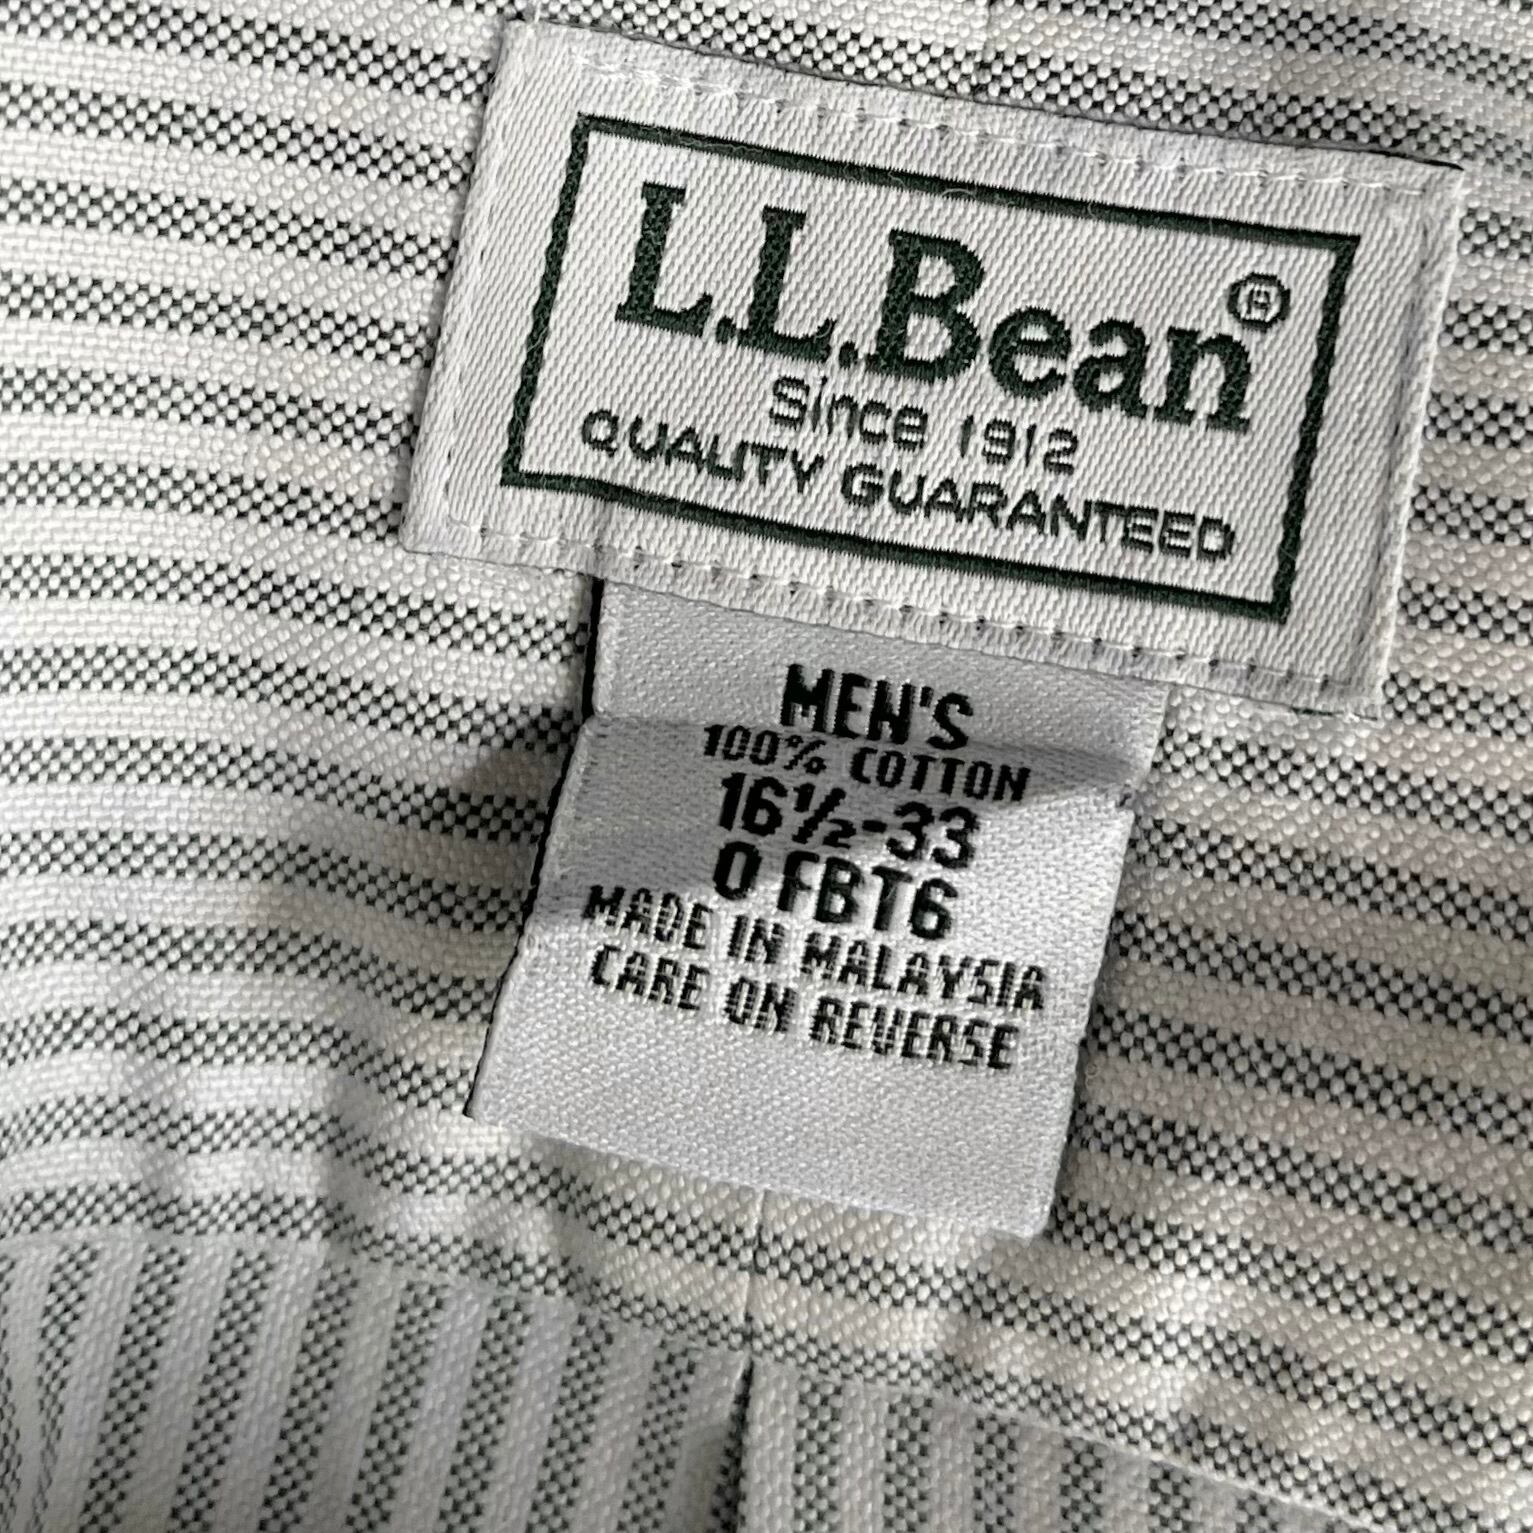 L.L.Bean®
Since 1912
QUALITY GUARANTEED
MEN'S
100% COTTON
16½-33
0 FBT6
MADE IN MALAYSIA
CARE ON REVERSE